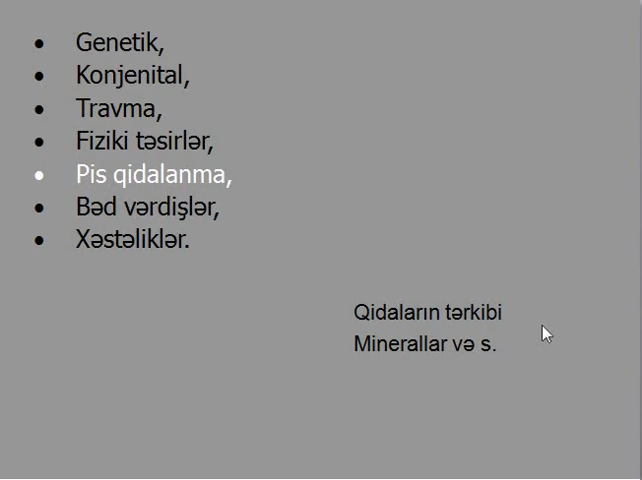 • Genetik,
• Konjenital,
• Travma,
• Fiziki təsirlər,
• Pis qidalanma,
• Bəd vərdişlər,
• Xəstəliklər.
Qidaların tərkibi
Minerallar və s.